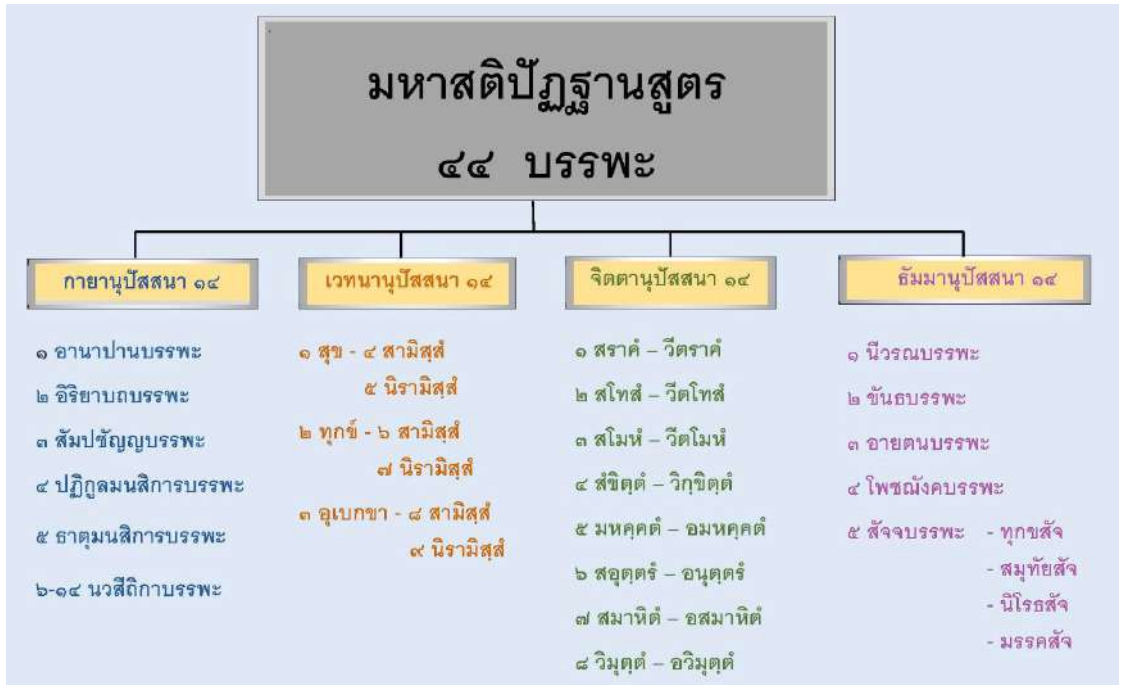 มหาสติปัฏฐานสูตร
๔๔ บรรพะ
กายานุปัสสนา ๑๔
๑ อานาปานบรรพะ
๒ อิริยาบถบรรพะ
๓ สัมปชัญญบรรพะ
๔ ปฏิกูลมนสิการบรรพะ
๕ ธาตุมนสิการบรรพะ
๖-๑๔ นวสีถิกาบรรพะ
เวทนานุปัสสนา ๑๔
๑ สุข - ๔ สามิสฺสํ
๕ นิรามิสฺสํ
๒ ทุกข์ - ๖ สามิสฺสํ
๗ นิรามิสฺสํ
๓ อุเบกขา - ๘ สามิสฺสํ
๙ นิรามิสฺสํ
จิตตานุปัสสนา ๑๔
๑ สราคํ – วีตราคํ
๒ สโทสํ – วีตโทสํ
๓ สโมหํ – วีตโมหํ
๔ สํขิตฺตํ – วิกฺขิตฺตํ
๕ มหคฺคตํ – อมหคฺคตํ
๖ สอุตฺตรํ – อนุตฺตรํ
๗ สมาหิตํ – อสมาหิตํ
๘ วิมุตฺตํ – อวิมุตฺตํ
ธัมมานุปัสสนา ๑๔
๑ นีวรณบรรพะ
๒ ขันธบรรพะ
๓ อายตนบรรพะ
๔ โพชฌังคบรรพะ
๕ สัจจบรรพะ - ทุกขสัจ
- สมุทัยสัจ
- นิโรธสัจ
- มรรคสัจ